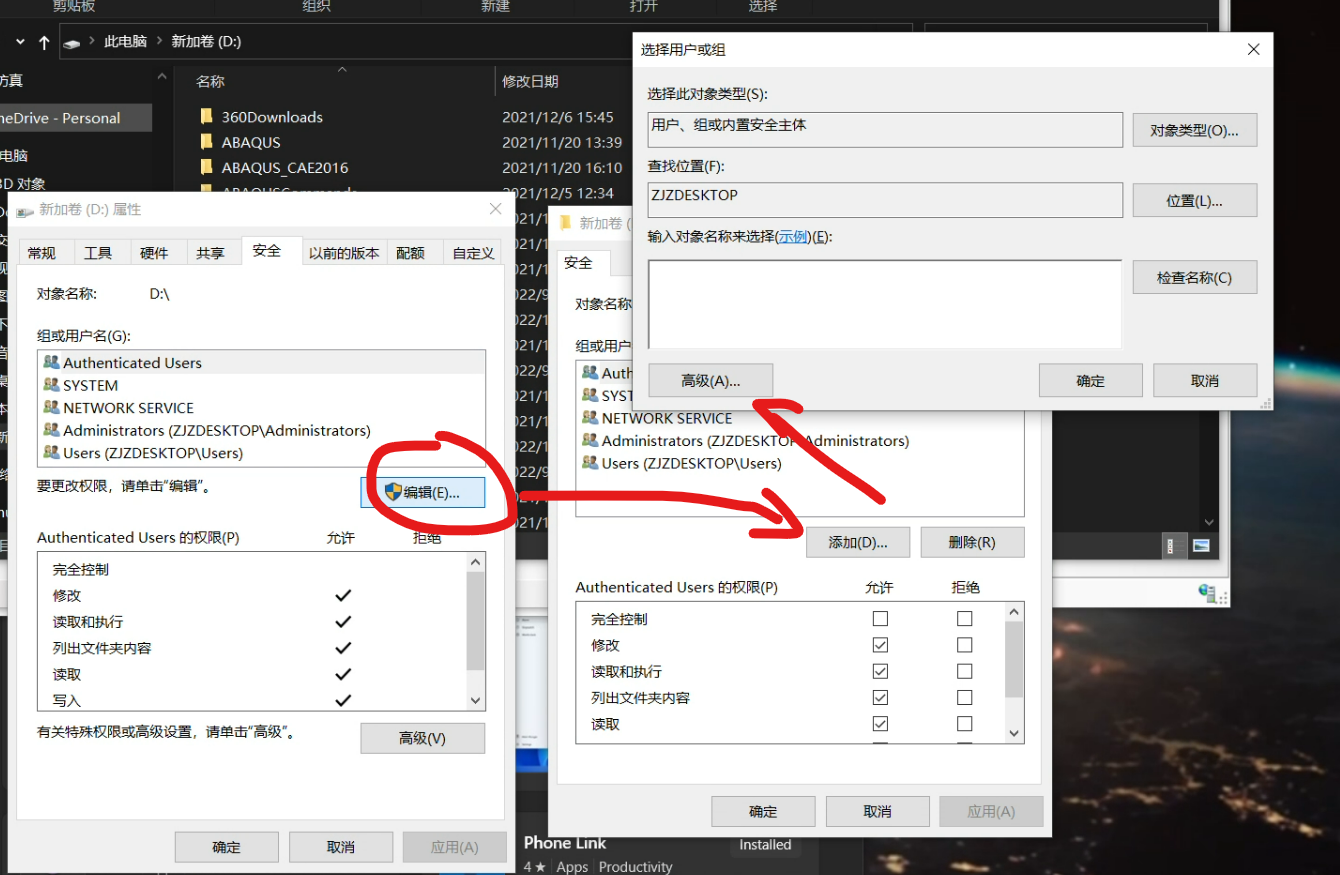 剪贴板 组织 新建 打开 选择
此电脑 新加卷 (D:)
名称 修改日期
neDrive - Personal
360Downloads 2021/12/6 15:45
ABAQUS 2021/11/20 13:39
ABAQUS_CAE2016 2021/11/20 16:10
2021/12/5 12:34
电脑
3D 对象
新加卷 (D:) 属性
常规 工具 硬件 共享 安全 以前的版本 配额 自定义
对象名称: D:\
组或用户名(G):
Authenticated Users
SYSTEM
NETWORK SERVICE
Administrators (ZJZDESKTOP\Administrators)
Users (ZJZDESKTOP\Users)
要更改权限，请单击"编辑"。
编辑(E)...
Authenticated Users 的权限(P) 允许 拒绝
完全控制
修改
读取和执行
列出文件夹内容
读取
写入
有关特殊权限或高级设置，请单击"高级"。
高级(V)
确定 取消 应用(A)
新加卷 (
安全
对象名称
组或用户
Auth
SYST
NETWORK SERVICE
Administrators (ZJZDESKTOP\Administrators)
Users (ZJZDESKTOP\Users)
添加(D)... 删除(R)
Authenticated Users 的权限(P) 允许 拒绝
完全控制
修改
读取和执行
列出文件夹内容
读取
确定 取消 应用(A)
选择用户或组
选择此对象类型(S):
用户、组或内置安全主体
对象类型(O)...
查找位置(F):
ZJZDESKTOP
位置(L)...
输入对象名称来选择(示例)(E):
检查名称(C)
高级(A)... 确定 取消
Phone Link
Installed
4★ Apps Productivity